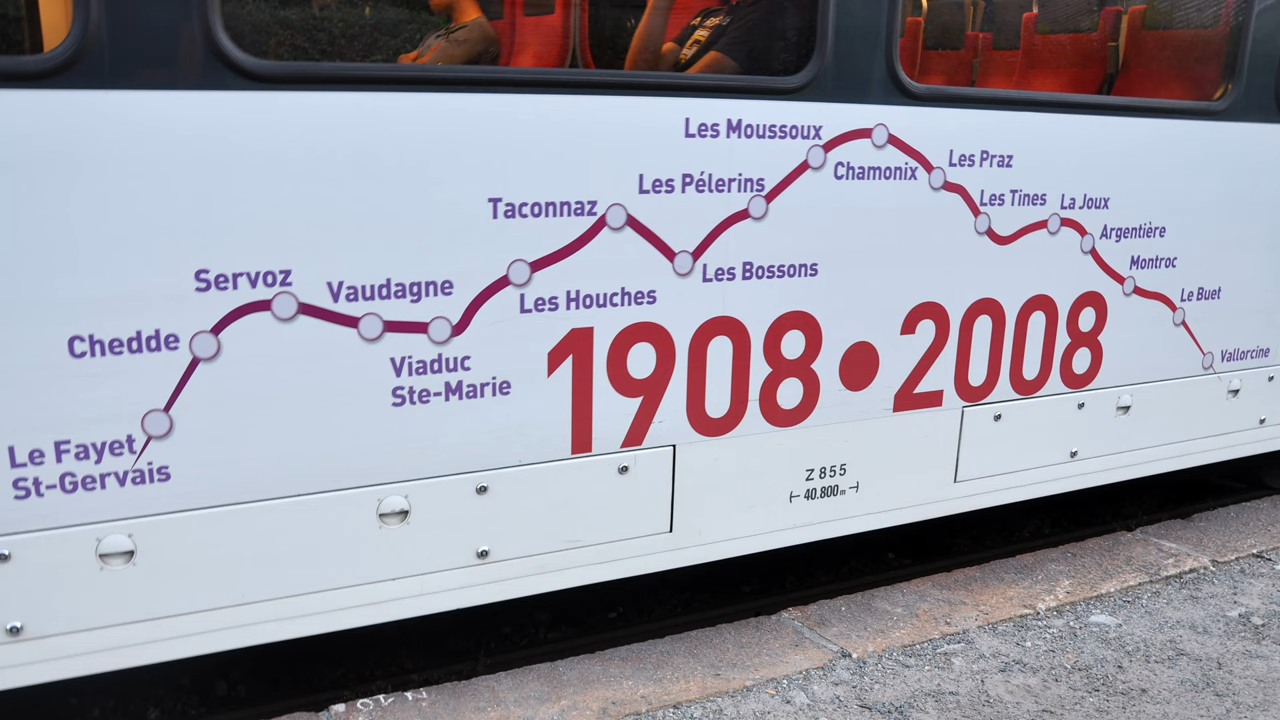 Le Fayet
St-Gervais
Chedde
Servoz
Vaudagne
Viaduc
Ste-Marie
Les Houches
Taconnaz
Les Bossons
Les Pélerins
Les Moussoux
Chamonix
Les Praz
Les Tines
La Joux
Argentière
Montroc
Le Buet
Vallorcine
1908•2008
Z 855
40.800 m